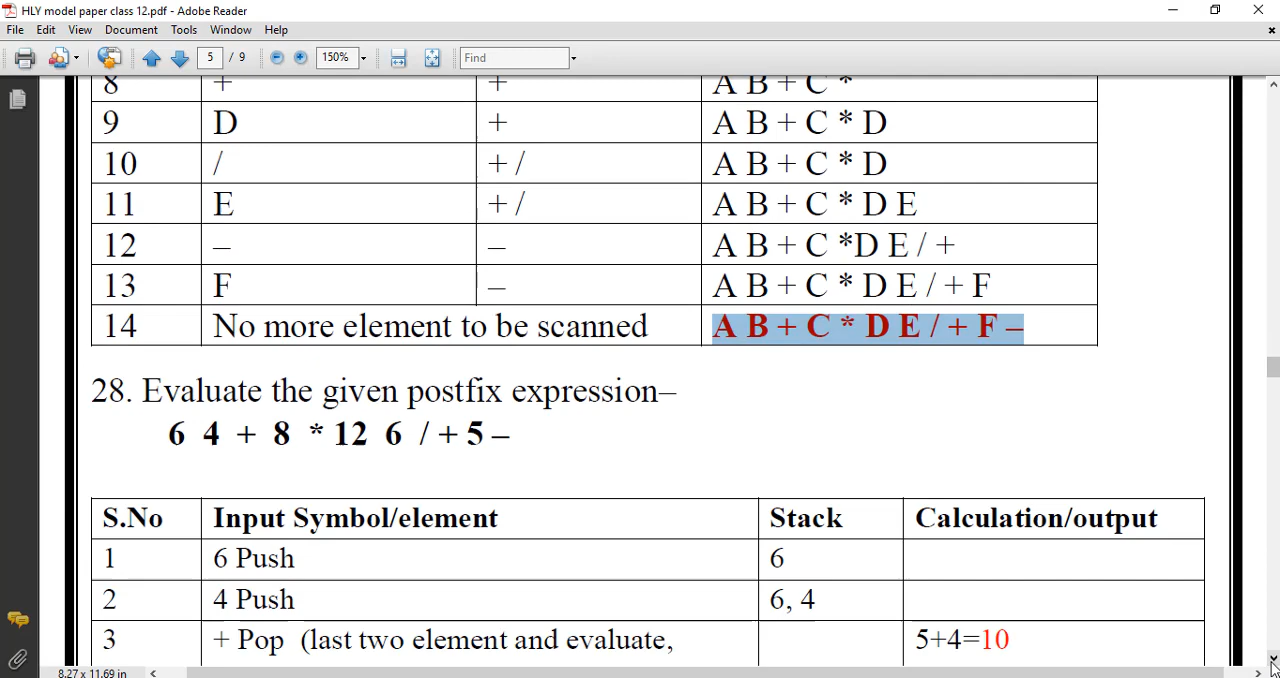 HLY model paper class 12.pdf - Adobe Reader
File Edit View Document Tools Window Help
5 / 9 150% Find
8 + + A B + C *
9 D + A B + C * D
10 / + / A B + C * D
11 E + / A B + C * D E
12 – – A B + C *D E / +
13 F – A B + C * D E / + F
14 No more element to be scanned A B + C * D E / + F –
28. Evaluate the given postfix expression–
6 4 + 8 * 12 6 / + 5 –
S.No Input Symbol/element Stack Calculation/output
1 6 Push 6
2 4 Push 6, 4
3 + Pop (last two element and evaluate, 5+4=10
8.27 x 11.69 in